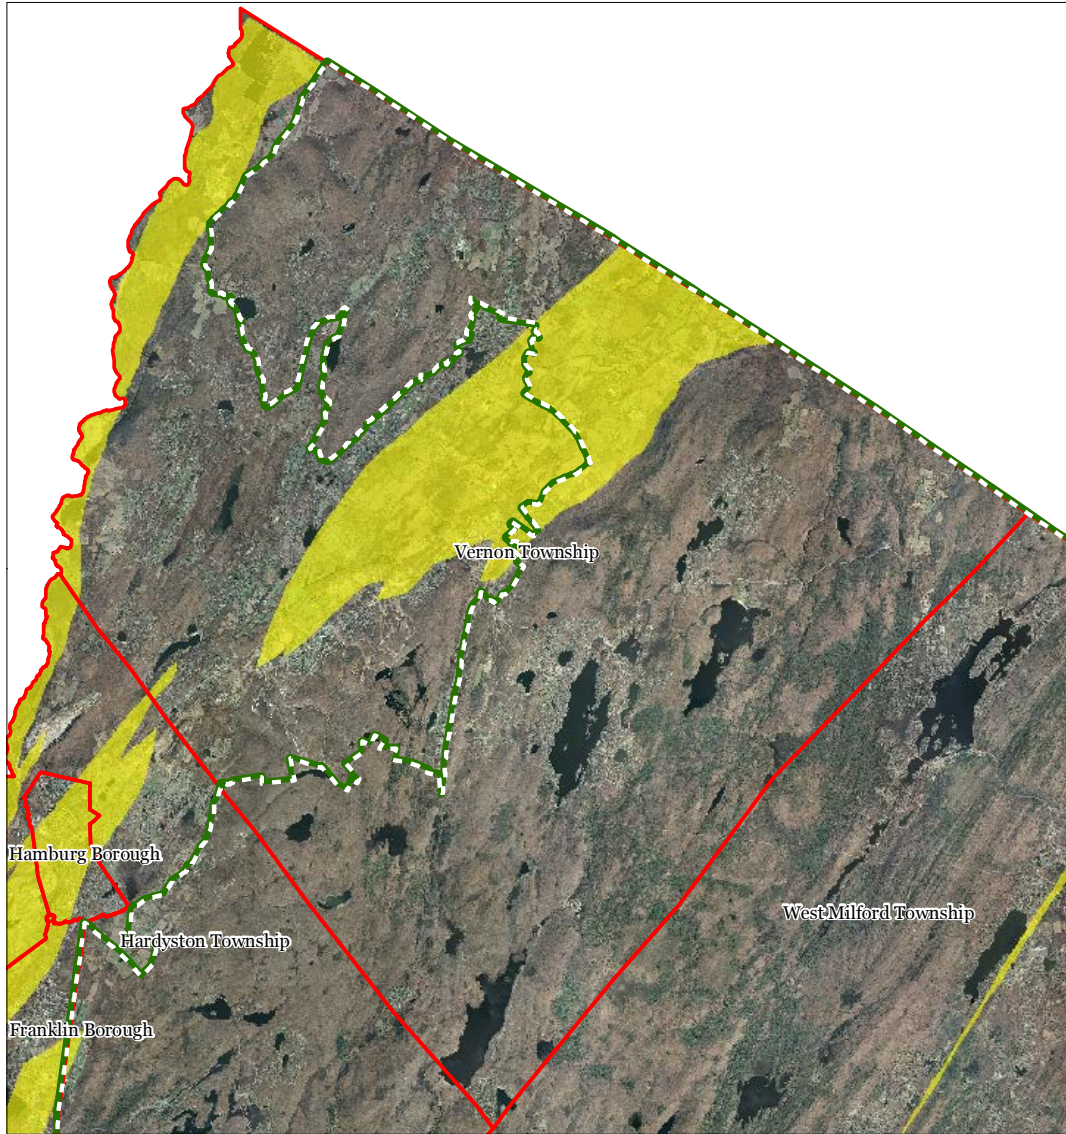 Vernon Township
Hamburg Borough
West Milford Township
Hardyston Township
Franklin Borough